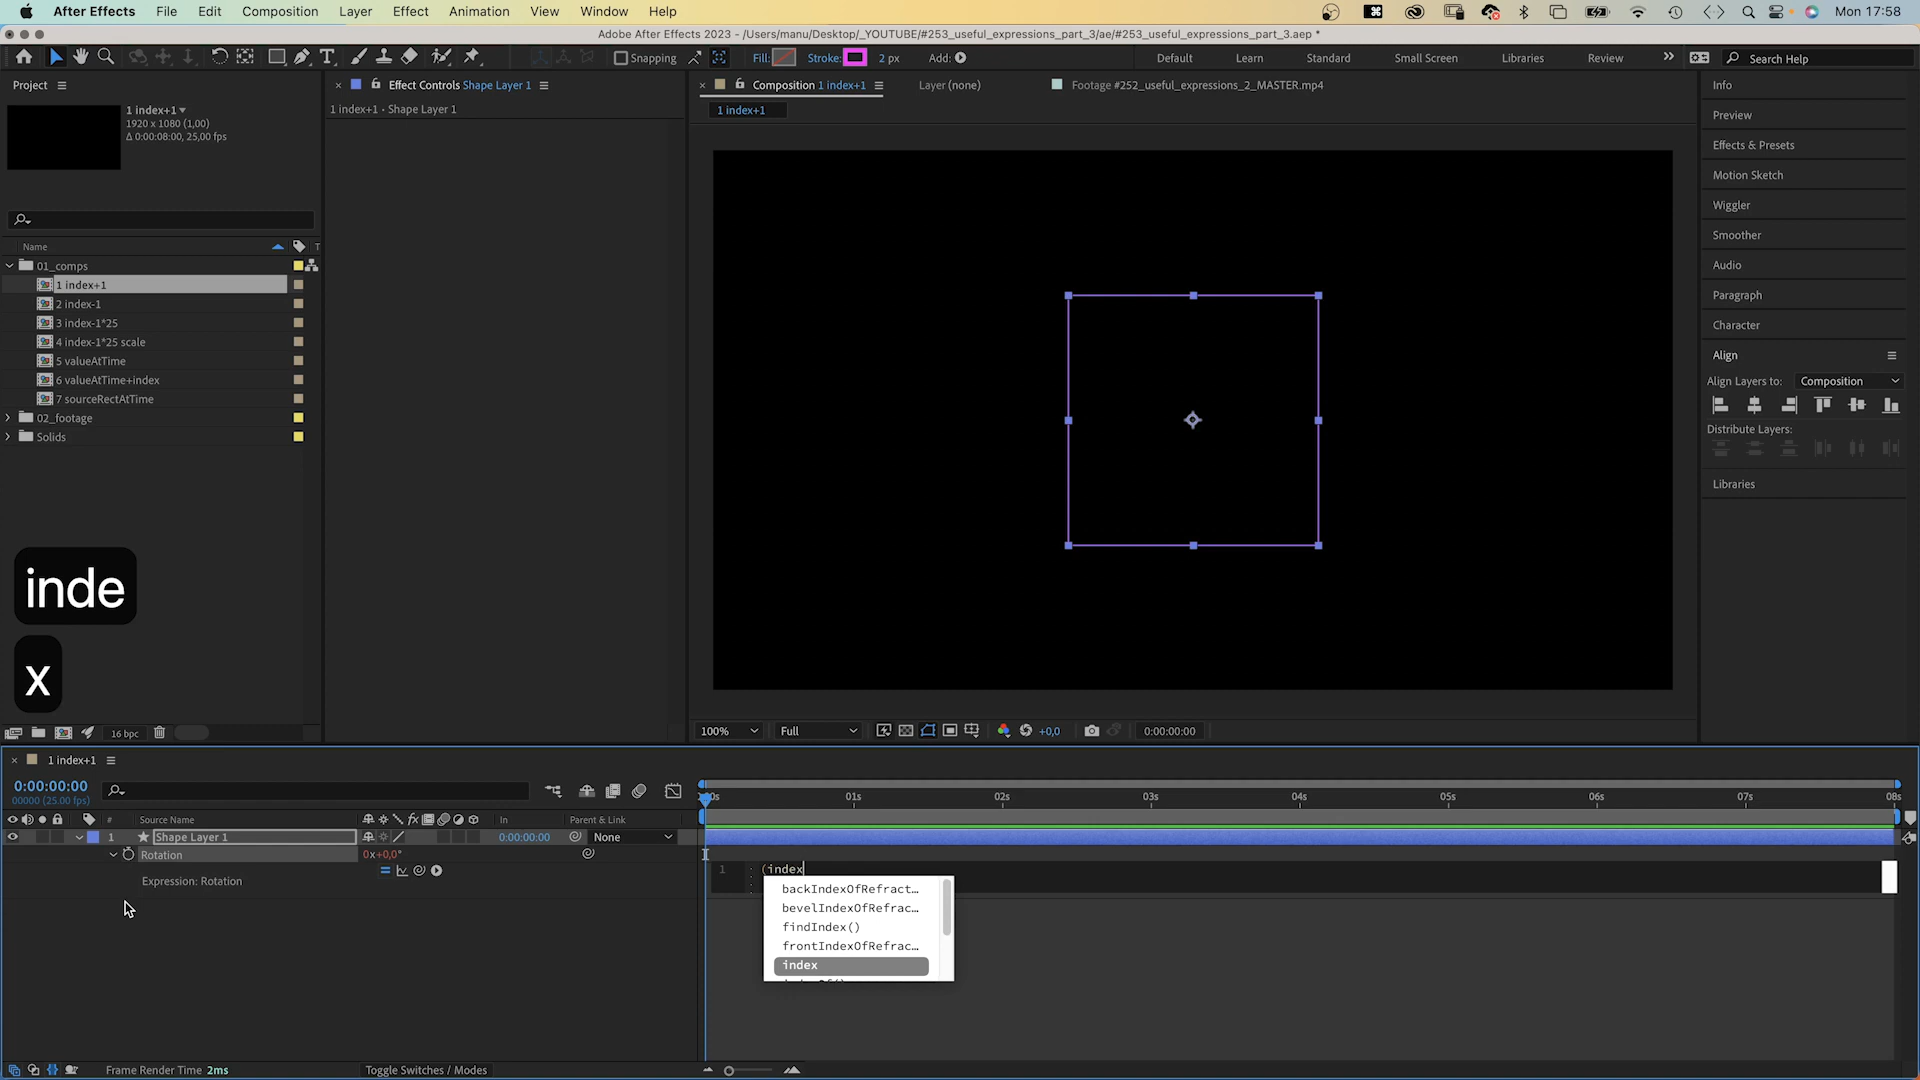 After Effects File Edit Composition Layer Effect Animation View Window Help Mon 17:58
Adobe After Effects 2023 - /Users/manu/Desktop/_YOUTUBE/#253_useful_expressions_part_3/ae/#253_useful_expressions_part_3.aep *
Snapping Fill: Stroke: 2 px Add: Default Learn Standard Small Screen Libraries Review Search Help
Project
1 index+1
1920 x 1080 (1,00)
Δ 0:00:08:00, 25,00 fps
Name T
01_comps
1 index+1
2 index-1
3 index-1*25
4 index-1*25 scale
5 valueAtTime
6 valueAtTime+index
7 sourceRectAtTime
02_footage
Solids
16 bpc
Effect Controls Shape Layer 1
1 index+1 • Shape Layer 1
Composition 1 index+1 Layer (none) Footage #252_useful_expressions_2_MASTER.mp4
1 index+1
100% Full +0,0 0:00:00:00
Info
Preview
Effects & Presets
Motion Sketch
Wiggler
Smoother
Audio
Paragraph
Character
Align
Align Layers to: Composition
Distribute Layers:
Libraries
inde
x
1 index+1
0:00:00:00
00000 (25.00 fps)
# Source Name fx In Parent & Link
1 Shape Layer 1 0:00:00:00 None
Rotation 0x+0,0°
Expression: Rotation
01s 02s 03s 04s 05s 06s 07s 08s
1 (index
backIndexOfRefract…
bevelIndexOfRefrac…
findIndex()
frontIndexOfRefrac…
index
Frame Render Time 2ms Toggle Switches / Modes